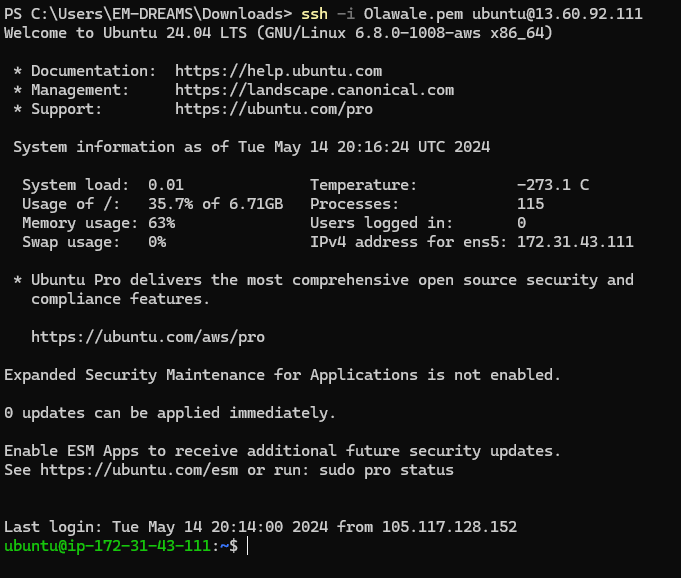 PS C:\Users\EM-DREAMS\Downloads> ssh -i Olawale.pem ubuntu@13.60.92.111
Welcome to Ubuntu 24.04 LTS (GNU/Linux 6.8.0-1008-aws x86_64)
* Documentation:  https://help.ubuntu.com
* Management:     https://landscape.canonical.com
* Support:        https://ubuntu.com/pro
System information as of Tue May 14 20:16:24 UTC 2024
System load:  0.01               Temperature:           -273.1 C
Usage of /:   35.7% of 6.71GB   Processes:             115
Memory usage: 63%                Users logged in:       0
Swap usage:   0%                 IPv4 address for ens5: 172.31.43.111
* Ubuntu Pro delivers the most comprehensive open source security and
compliance features.
https://ubuntu.com/aws/pro
Expanded Security Maintenance for Applications is not enabled.
0 updates can be applied immediately.
Enable ESM Apps to receive additional future security updates.
See https://ubuntu.com/esm or run: sudo pro status
Last login: Tue May 14 20:14:00 2024 from 105.117.128.152
ubuntu@ip-172-31-43-111:~$